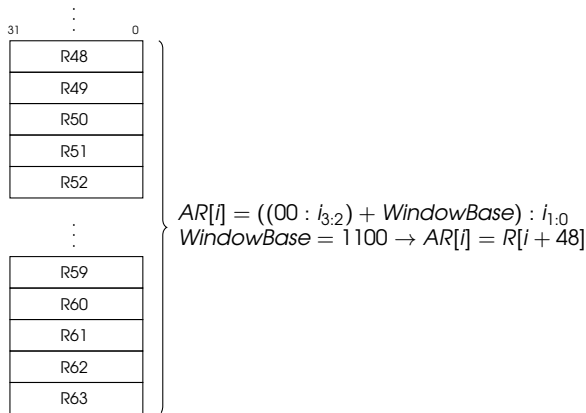 31 0
R48
R49
R50
R51
R52
R59
R60
R61
R62
R63
AR[i] = ((00 : i3:2) + WindowBase) : i1:0
WindowBase = 1100 → AR[i] = R[i + 48]